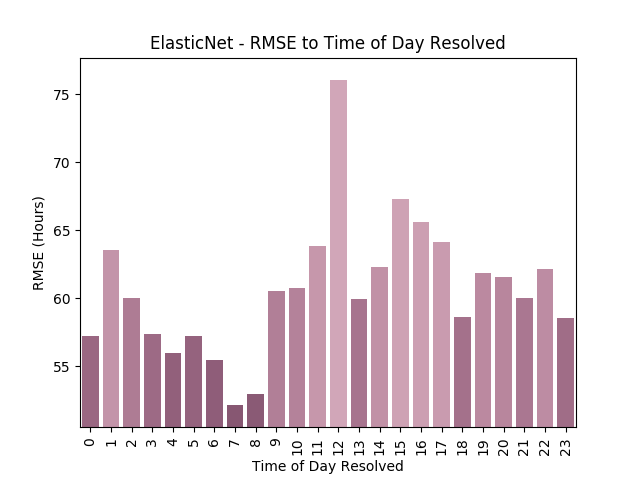 ElasticNet - RMSE to Time of Day Resolved
75
70
65
60
55
RMSE (Hours)
0 1 2 3 4 5 6 7 8 9 10 11 12 13 14 15 16 17 18 19 20 21 22 23
Time of Day Resolved